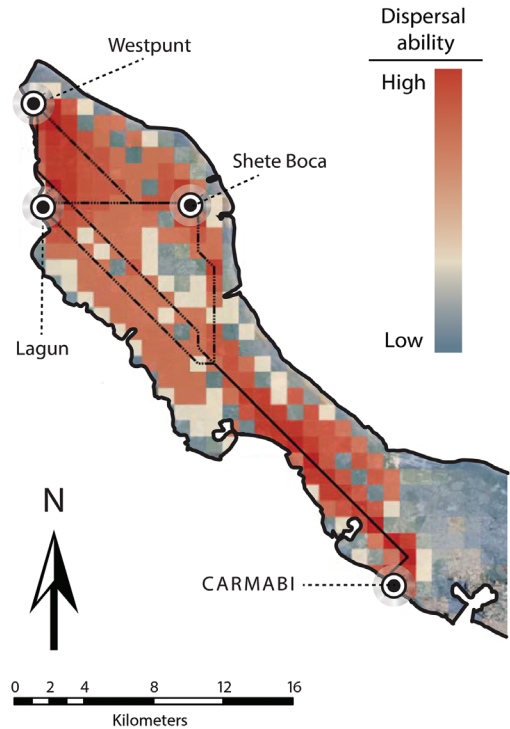 Dispersal
ability
High
Low
Westpunt
Shete Boca
Lagun
N
CARMABI
0 2 4 8 12 16
Kilometers